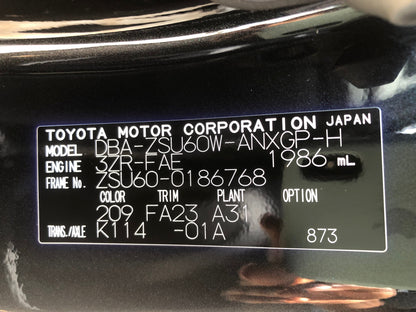 TOYOTA MOTOR CORPORATION JAPAN
MODEL DBA-ZSU60W-ANXGP-H
ENGINE 3ZR-FAE 1986 mL
FRAME No. ZSU60-0186768
COLOR TRIM PLANT OPTION
209 FA23 A31
TRANS./AXLE K114 -01A 873